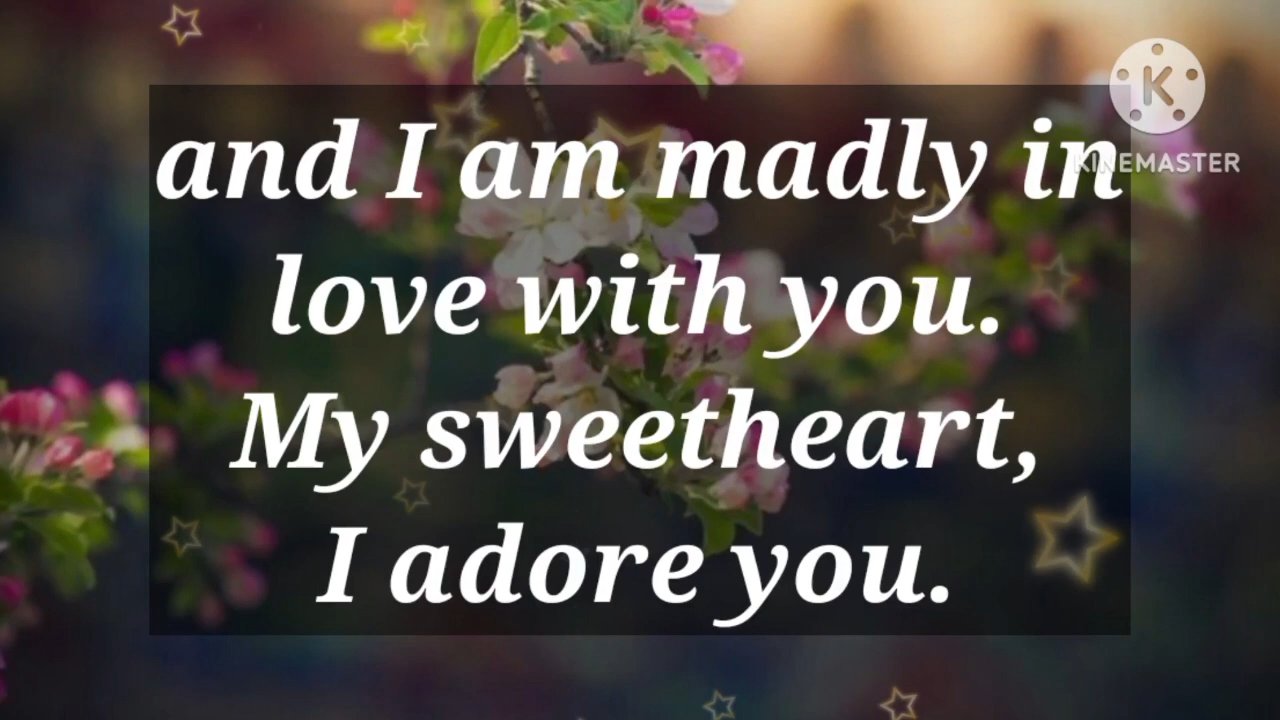 and I am madly in
love with you.
My sweetheart,
I adore you.
K
KINEMASTER